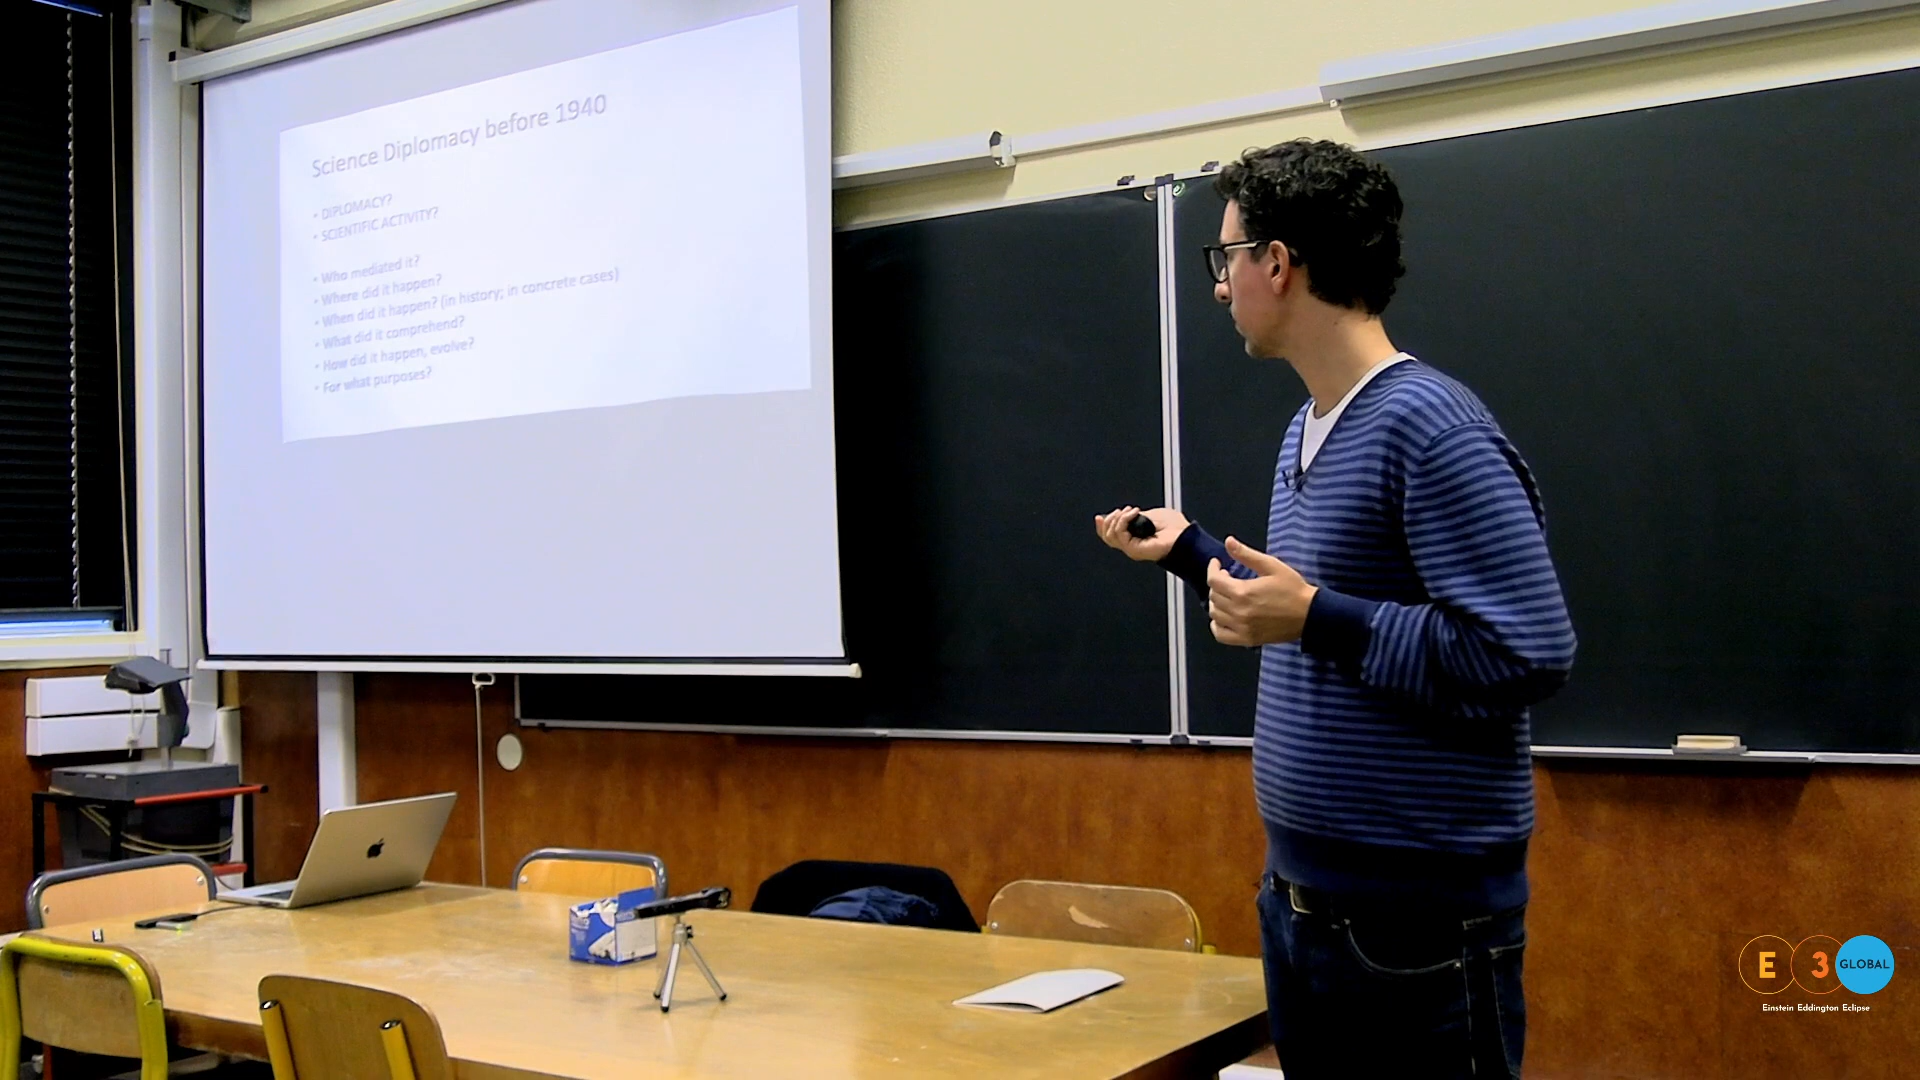 Science Diplomacy before 1940
• DIPLOMACY?
• SCIENTIFIC ACTIVITY?
• Who mediated it?
• Where did it happen?
• When did it happen? (in history; in concrete cases)
• What did it comprehend?
• How did it happen, evolve?
• For what purposes?
E 3 GLOBAL
Einstein Eddington Eclipse